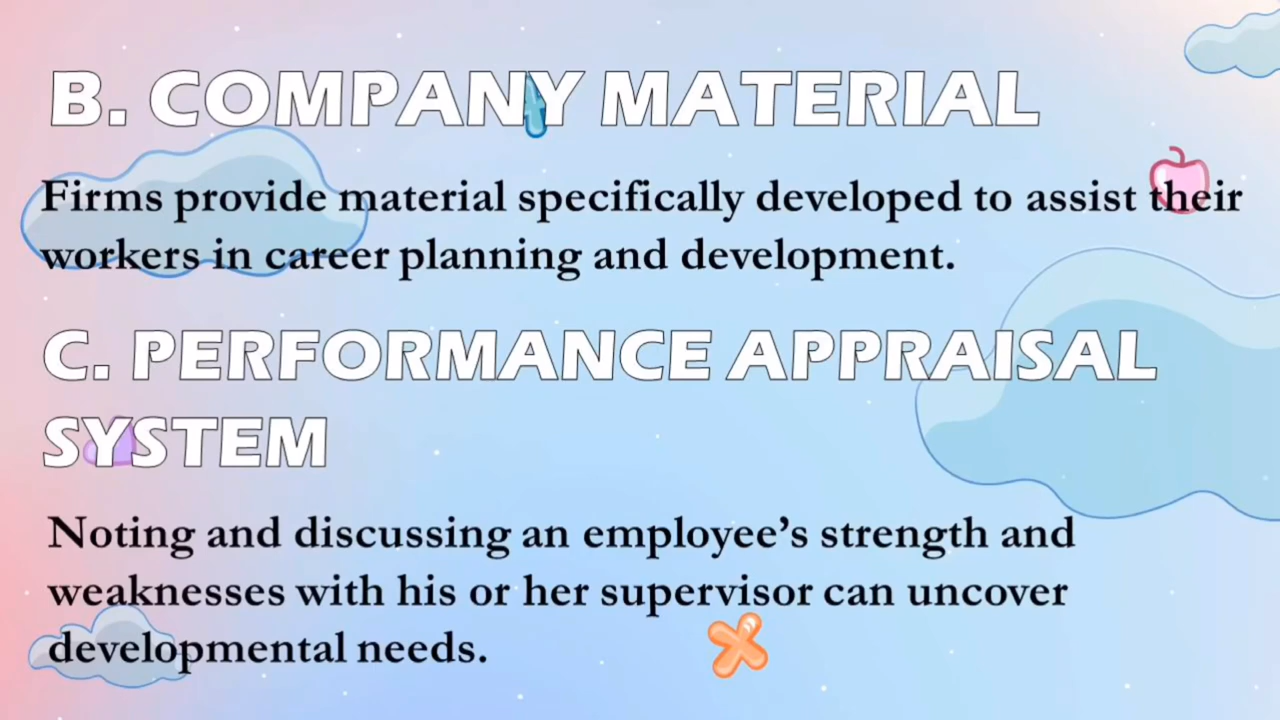 B. COMPANY MATERIAL
Firms provide material specifically developed to assist their
workers in career planning and development.
C. PERFORMANCE APPRAISAL
SYSTEM
Noting and discussing an employee’s strength and
weaknesses with his or her supervisor can uncover
developmental needs.